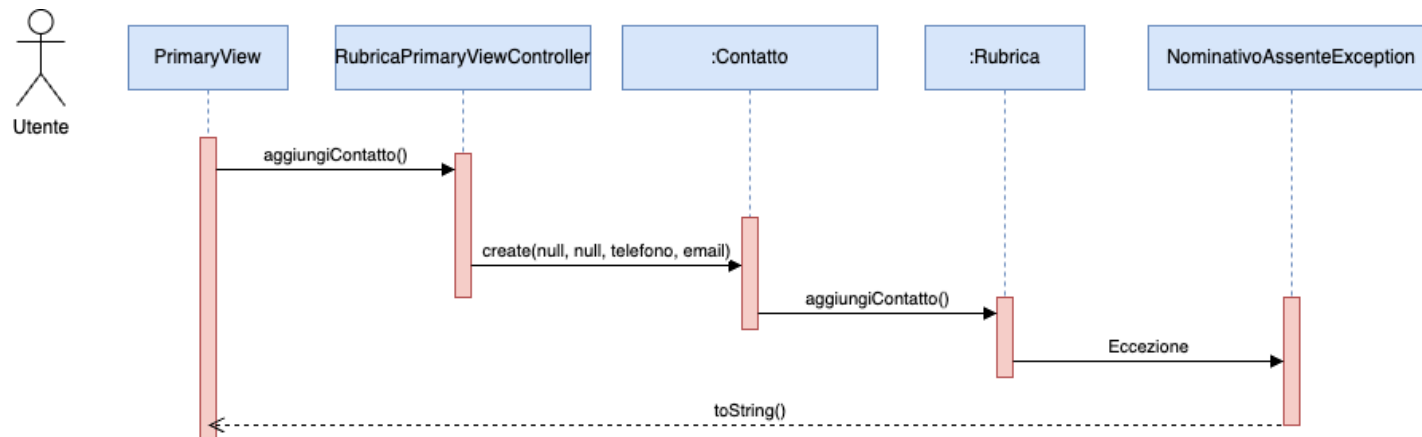 PrimaryView
RubricaPrimaryViewController
:Contatto
:Rubrica
NominativoAssenteException
Utente
aggiungiContatto()
create(null, null, telefono, email)
aggiungiContatto()
Eccezione
toString()